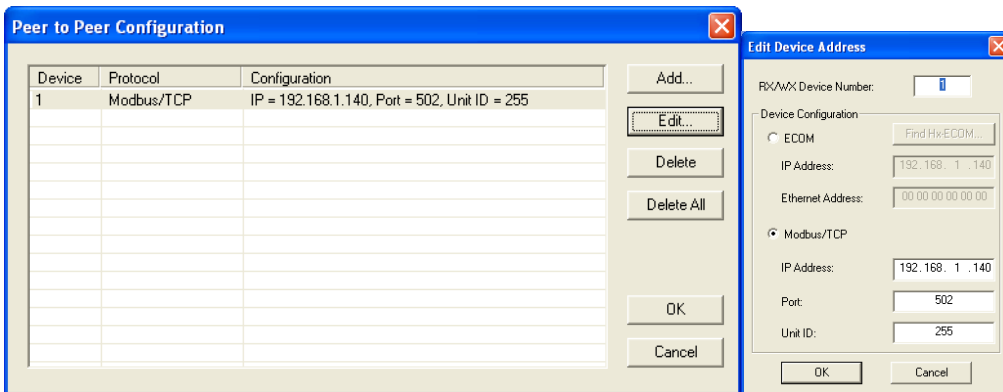 Peer to Peer Configuration
Device Protocol Configuration
1 Modbus/TCP IP = 192.168.1.140, Port = 502, Unit ID = 255
Add...
Edit...
Delete
Delete All
OK
Cancel
Edit Device Address
RX/WX Device Number: 1
Device Configuration
ECOM
Find Hx-ECOM...
IP Address: 192.168. 1 .140
Ethernet Address: 00 00 00 00 00 00
Modbus/TCP
IP Address: 192.168. 1 .140
Port: 502
Unit ID: 255
OK Cancel